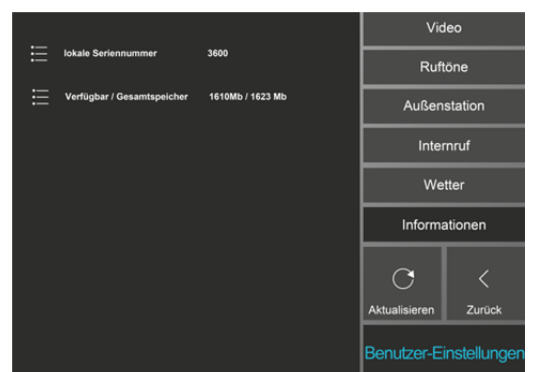 lokale Seriennummer 3600
Verfügbar / Gesamtspeicher 1610Mb / 1623 Mb
Video
Ruftöne
Außenstation
Internruf
Wetter
Informationen
Aktualisieren Zurück
Benutzer-Einstellungen